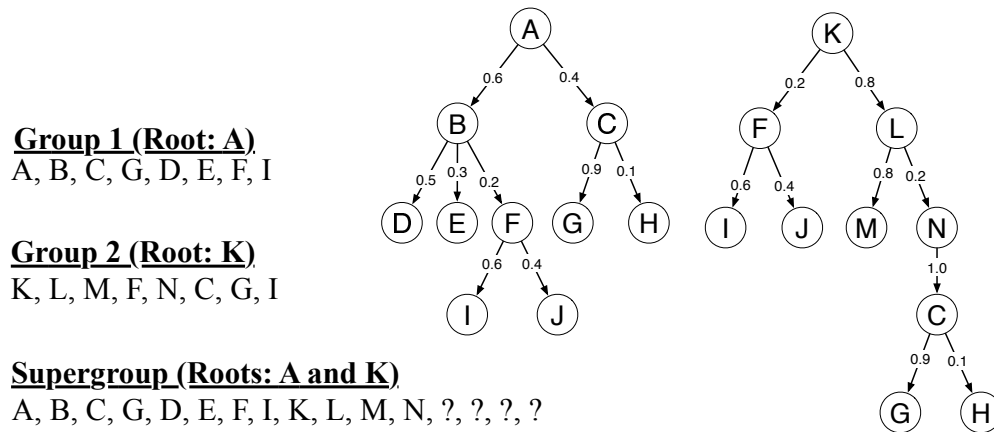 Group 1 (Root: A)
A, B, C, G, D, E, F, I
Group 2 (Root: K)
K, L, M, F, N, C, G, I
Supergroup (Roots: A and K)
A, B, C, G, D, E, F, I, K, L, M, N, ?, ?, ?, ?
A
0.6 0.4
B C
0.5 0.3 0.2 0.9 0.1
D E F G H
0.6 0.4
I J
K
0.2 0.8
F L
0.6 0.4 0.8 0.2
I J M N
1.0
C
0.9 0.1
G H